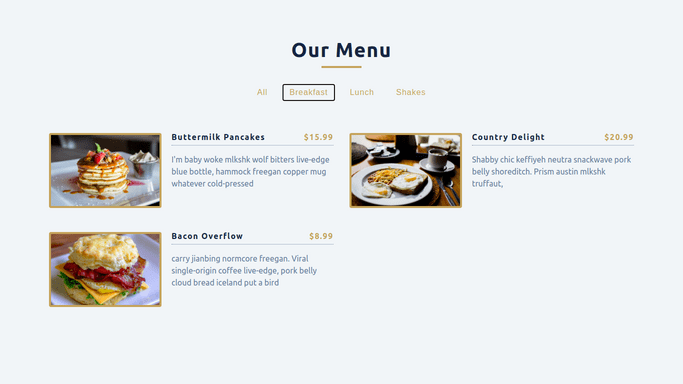 Our Menu
All
Breakfast
Lunch
Shakes
Buttermilk Pancakes $15.99
I'm baby woke mlkshk wolf bitters live-edge
blue bottle, hammock freegan copper mug
whatever cold-pressed
Country Delight $20.99
Shabby chic keffiyeh neutra snackwave pork
belly shoreditch. Prism austin mlkshk
truffaut,
Bacon Overflow $8.99
carry jianbing normcore freegan. Viral
single-origin coffee live-edge, pork belly
cloud bread iceland put a bird